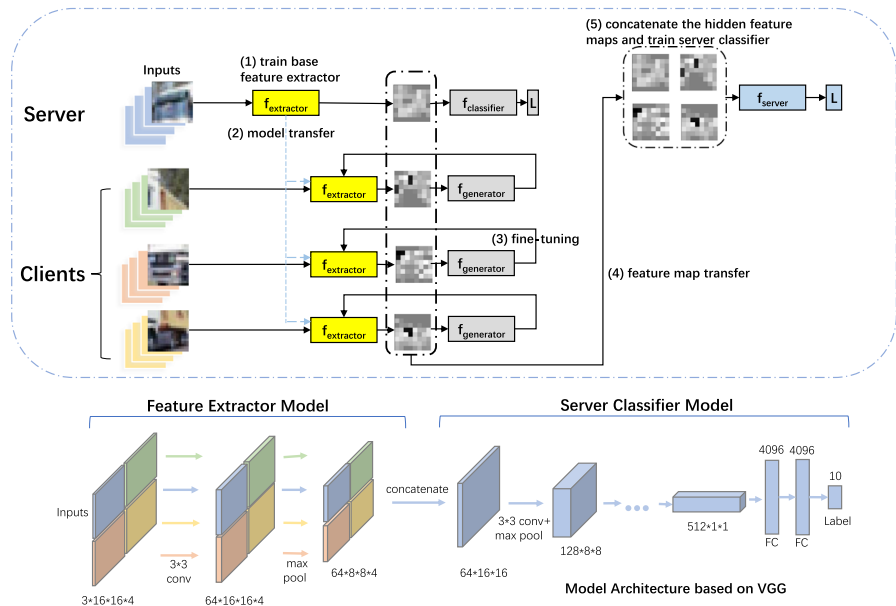 (5) concatenate the hidden feature
maps and train server classifier
Inputs
(1) train base
feature extractor
Server
f_extractor
f_classifier
L
f_server
L
(2) model transfer
f_extractor
f_generator
(3) fine-tuning
Clients
f_extractor
f_generator
(4) feature map transfer
f_extractor
f_generator
Feature Extractor Model
Server Classifier Model
4096
4096
10
Inputs
concatenate
3*3 conv+
max pool
Label
3*3
conv
max
pool
512*1*1
FC
FC
128*8*8
64*8*8*4
64*16*16
3*16*16*4
64*16*16*4
Model Architecture based on VGG